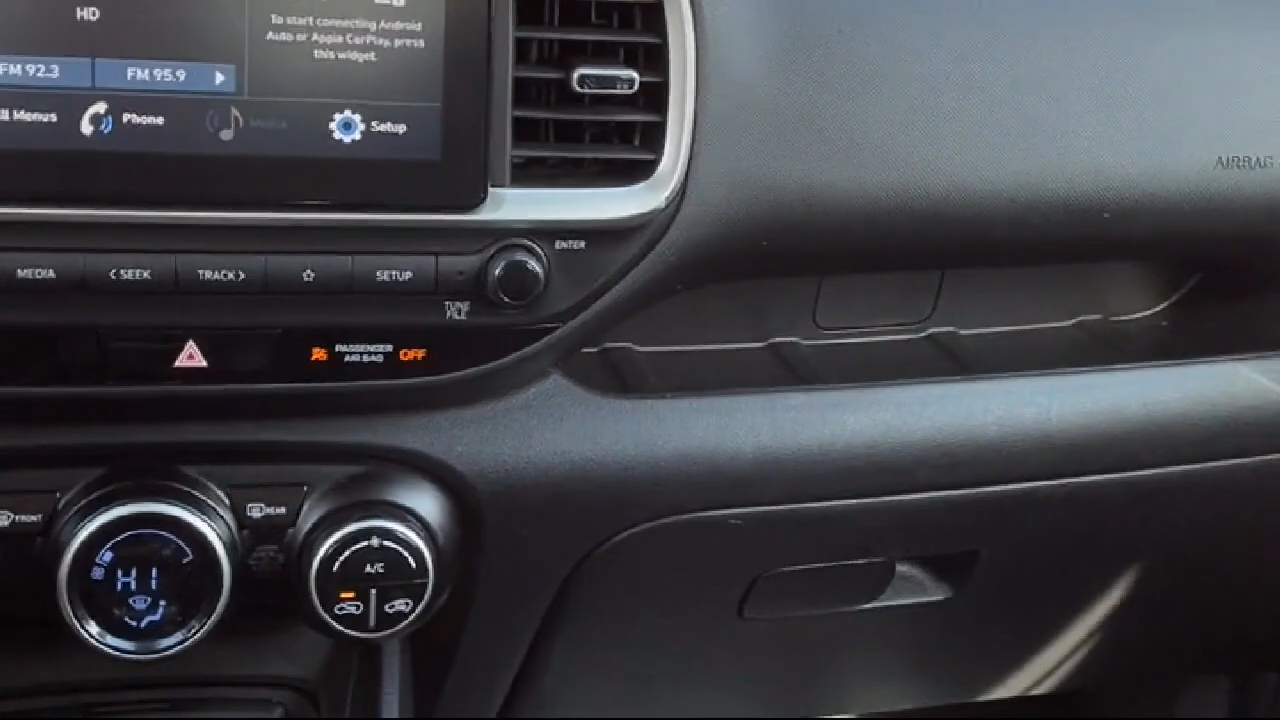 HD
To start connecting Android
Auto or Apple CarPlay, press
this widget.
FM 92.3
FM 95.9
Menus
Phone
Media
Setup
AIRBAG
ENTER
MEDIA
< SEEK
TRACK >
SETUP
TUNE
FILE
PASSENGER
AIR BAG
OFF
FRONT
REAR
HI
A/C